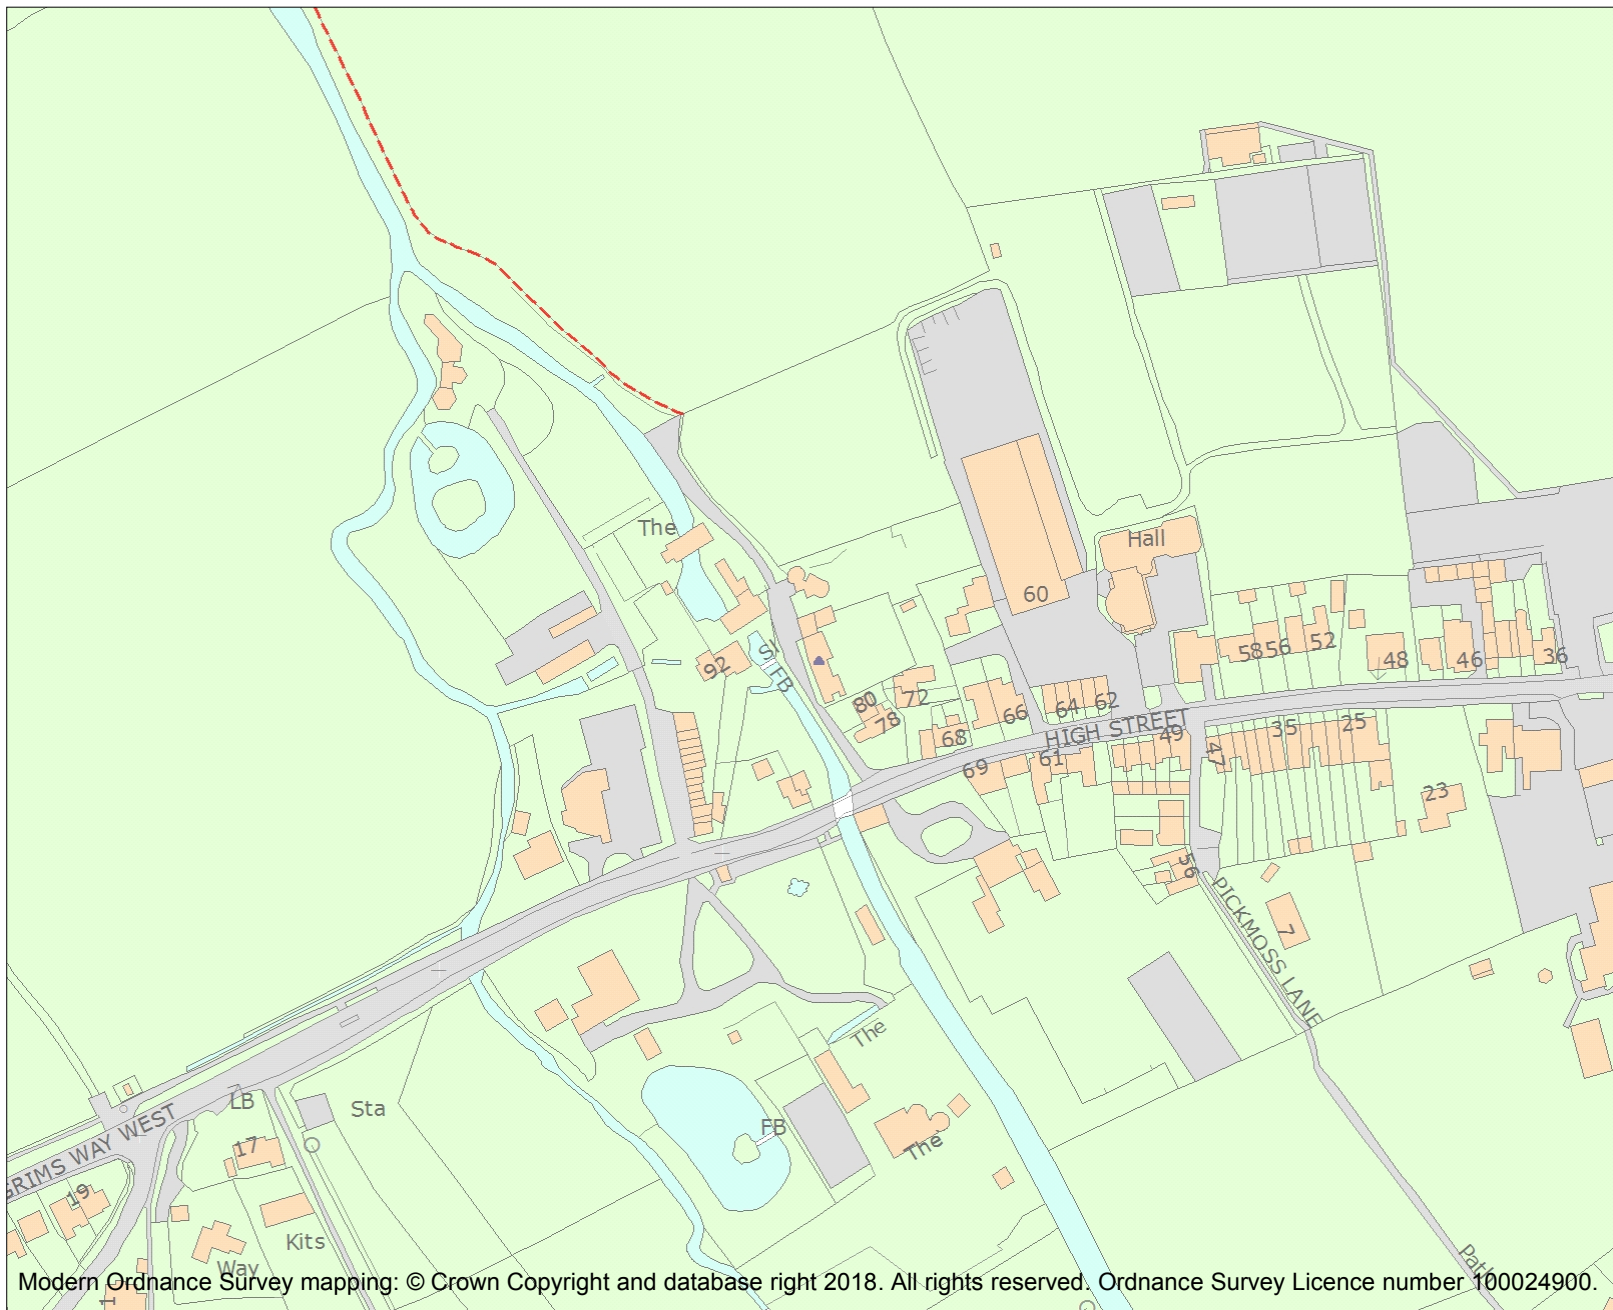 The
Hall
60
92
Sl
FB
80
78
72
68
66
64
62
58
56
52
48
46
36
HIGH STREET
69
61
49
47
35
25
23
56
PICKMOSS LANE
7
The
FB
The
LB
Sta
GRIMS WAY WEST
17
19
Kits
Way
1
Path
Modern Ordnance Survey mapping: © Crown Copyright and database right 2018. All rights reserved. Ordnance Survey Licence number 100024900.